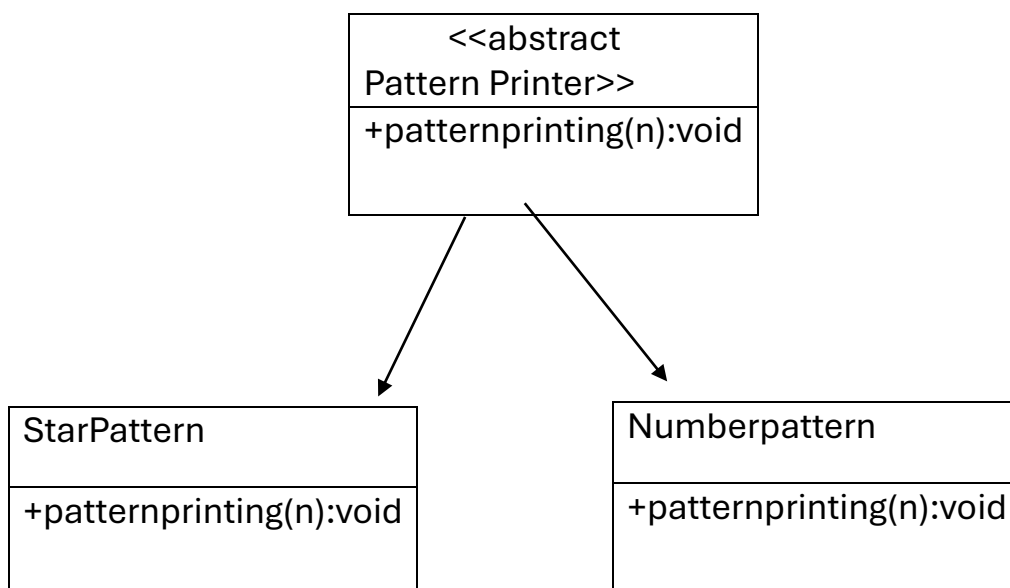 <<abstract
Pattern Printer>>
+patternprinting(n):void
StarPattern
+patternprinting(n):void
Numberpattern
+patternprinting(n):void